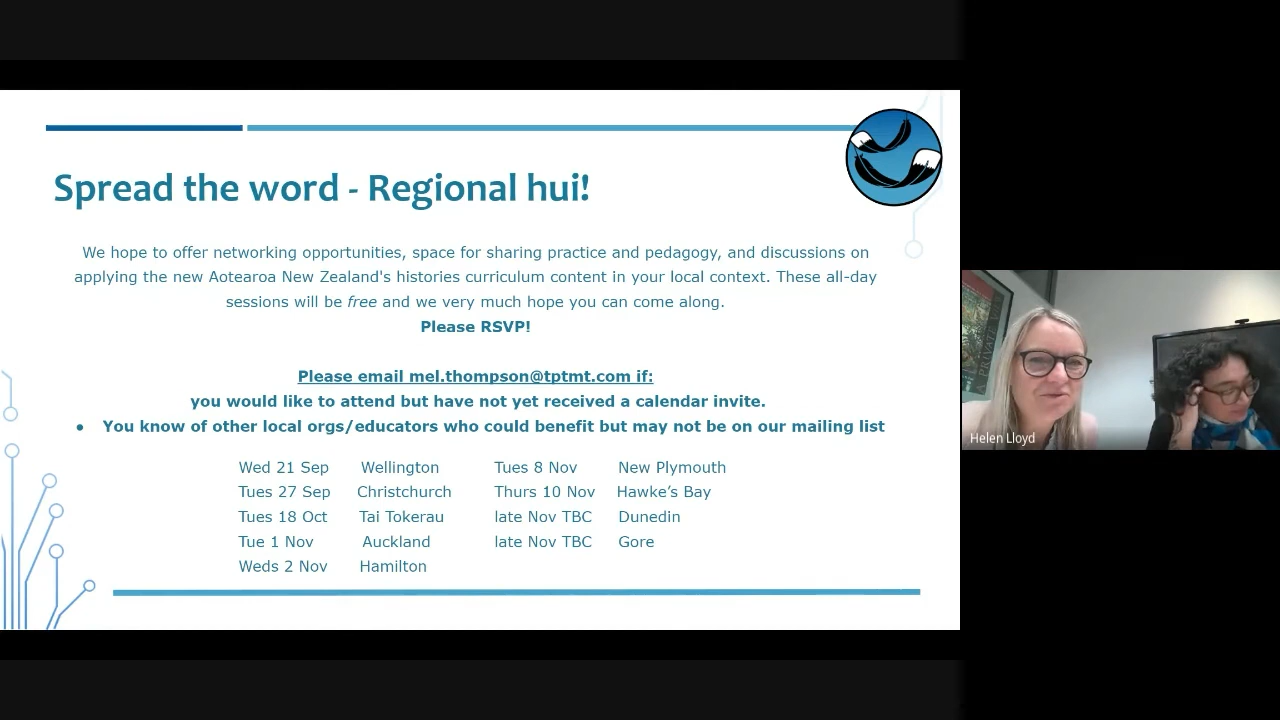 Spread the word - Regional hui!
We hope to offer networking opportunities, space for sharing practice and pedagogy, and discussions on
applying the new Aotearoa New Zealand's histories curriculum content in your local context. These all-day
sessions will be free and we very much hope you can come along.
Please RSVP!
Please email mel.thompson@tptmt.com if:
you would like to attend but have not yet received a calendar invite.
● You know of other local orgs/educators who could benefit but may not be on our mailing list
Wed 21 Sep Wellington Tues 8 Nov New Plymouth
Tues 27 Sep Christchurch Thurs 10 Nov Hawke’s Bay
Tues 18 Oct Tai Tokerau late Nov TBC Dunedin
Tue 1 Nov Auckland late Nov TBC Gore
Weds 2 Nov Hamilton
PRIVATE
Helen Lloyd